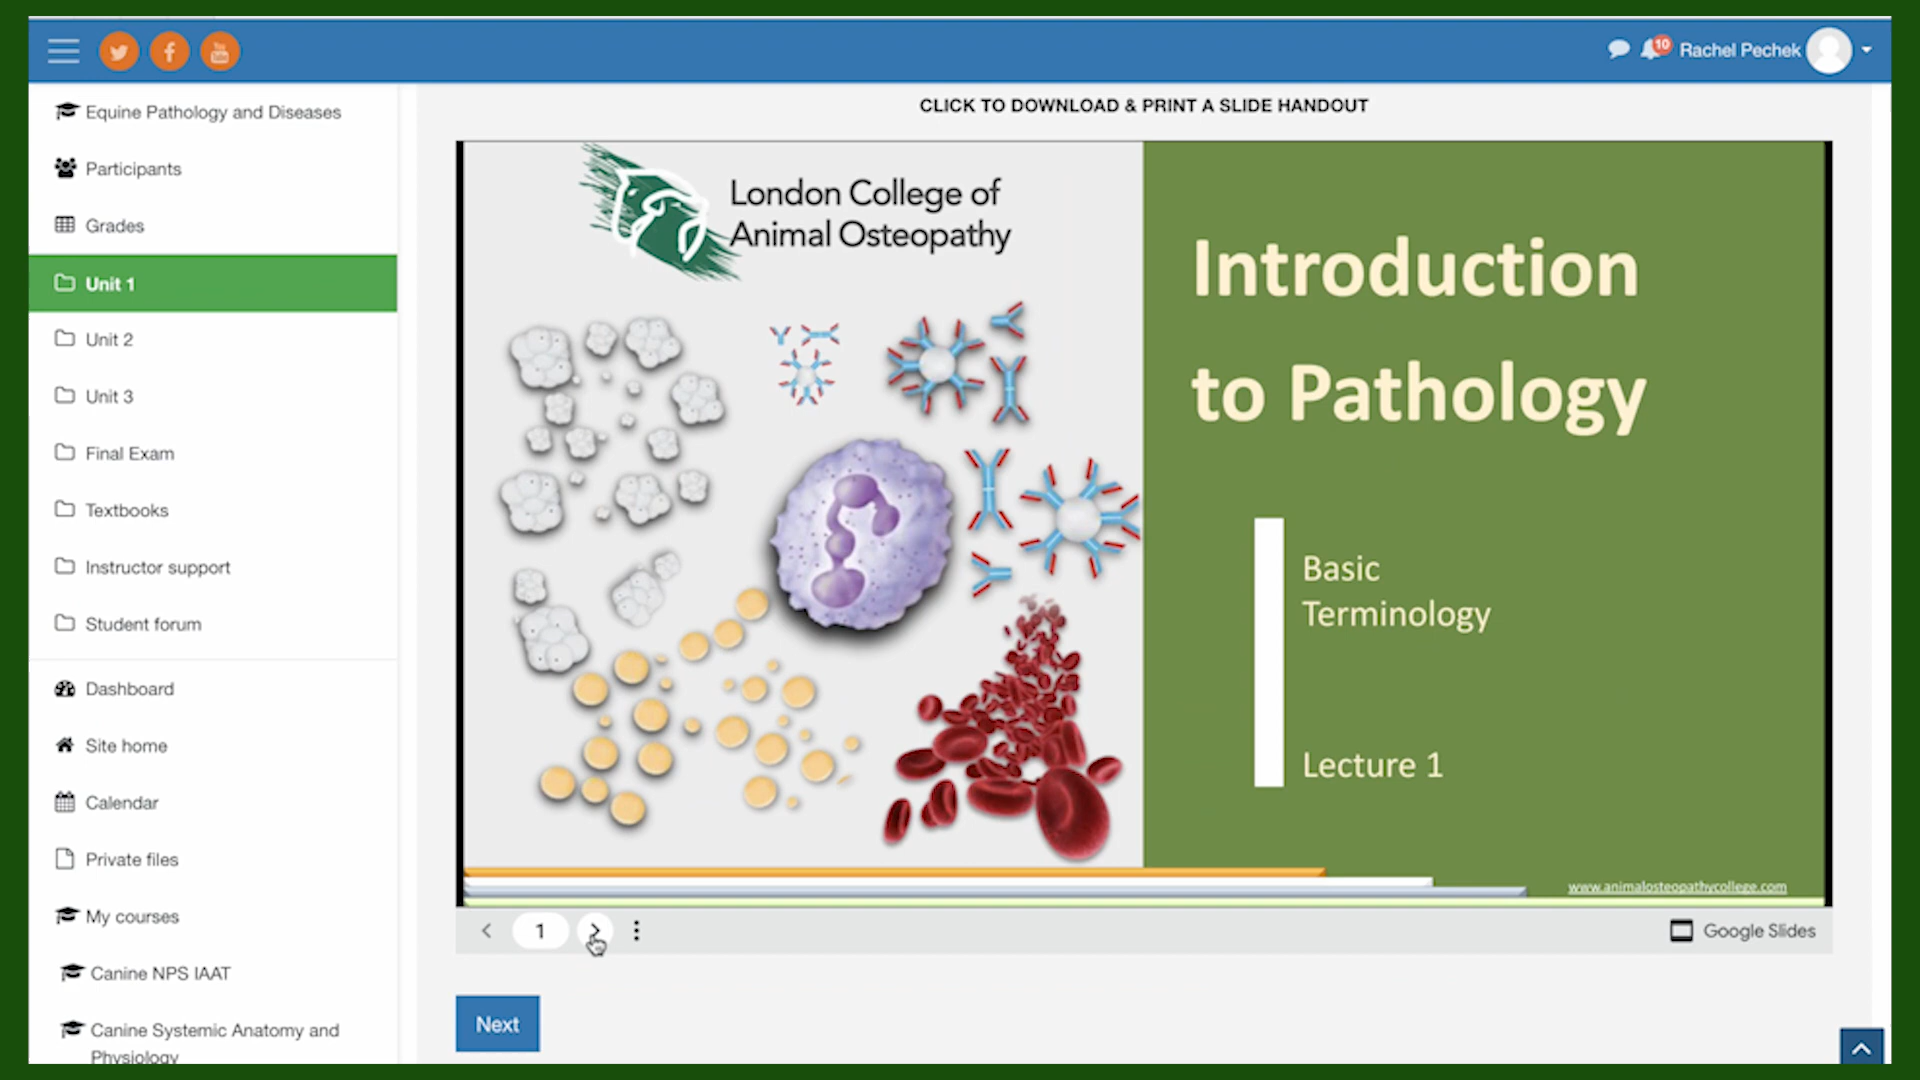 10
Rachel Pechek
Equine Pathology and Diseases
Participants
Grades
Unit 1
Unit 2
Unit 3
Final Exam
Textbooks
Instructor support
Student forum
Dashboard
Site home
Calendar
Private files
My courses
Canine NPS IAAT
Canine Systemic Anatomy and
Physiology
CLICK TO DOWNLOAD & PRINT A SLIDE HANDOUT
London College of
Animal Osteopathy
Introduction
to Pathology
Basic
Terminology
Lecture 1
www.animalosteopathycollege.com
1
Google Slides
Next
You
Tube